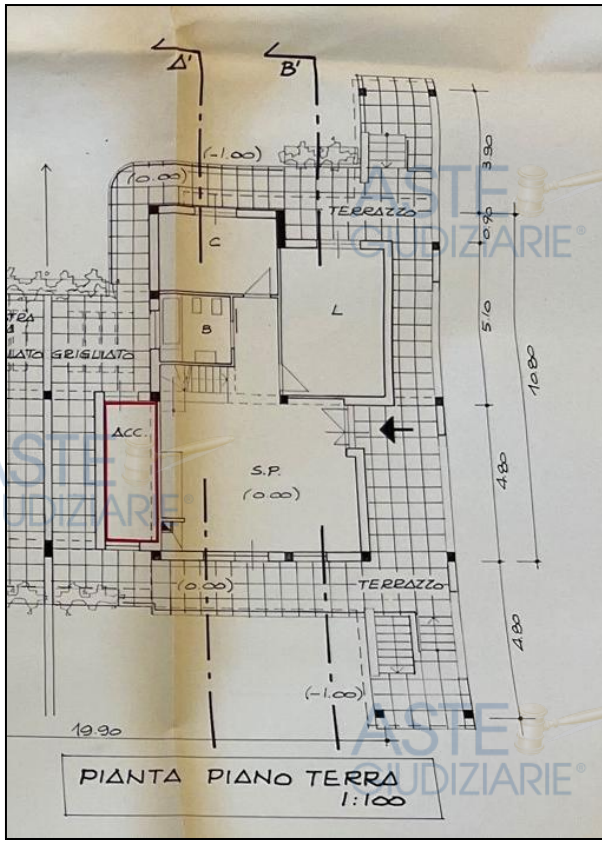 A'
B'
(-1.00)
(0.00)
TERRAZZO
3.90
0.90
C
L
5.10
B
10.80
GRIGLIATO
ACC.
S.P.
(0.00)
4.80
(0.00)
TERRAZZO
4.80
(-1.00)
19.90
PIANTA PIANO TERRA
1:100
ASTE
GIUDIZIARIE®
ASTE
GIUDIZIARIE®
ASTE
GIUDIZIARIE®